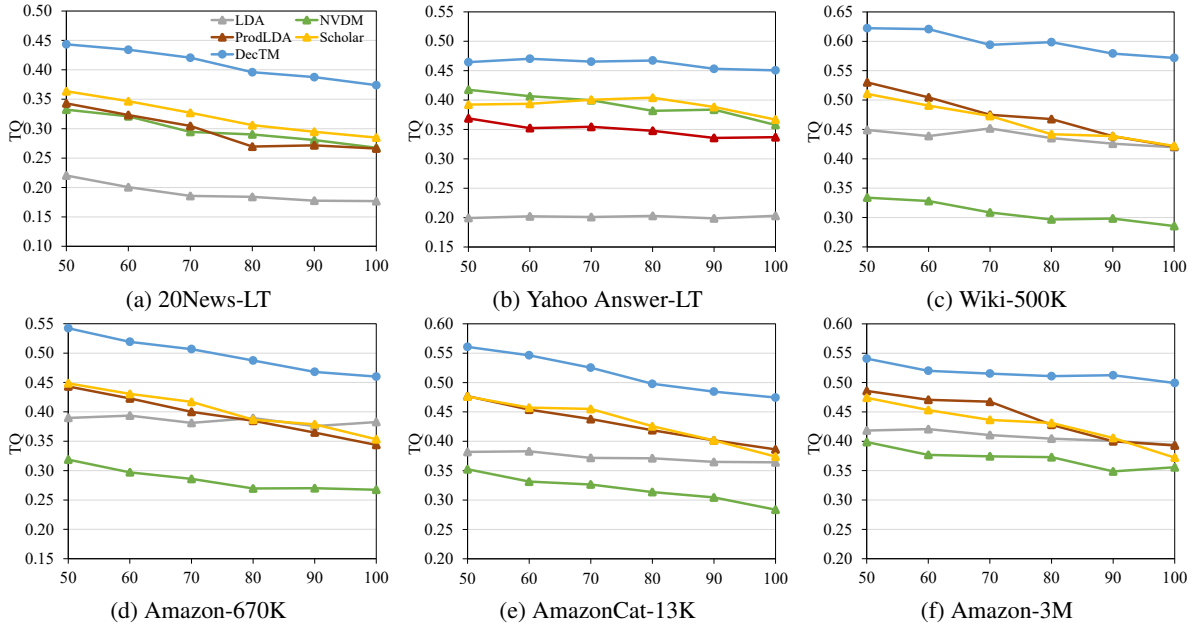 0.50
0.45
0.40
0.35
0.30
0.25
0.20
0.15
0.10
TQ
LDA
NVDM
ProdLDA
Scholar
DecTM
50 60 70 80 90 100
(a) 20News-LT
0.55
0.50
0.45
0.40
0.35
0.30
0.25
0.20
0.15
TQ
50 60 70 80 90 100
(b) Yahoo Answer-LT
0.65
0.60
0.55
0.50
0.45
0.40
0.35
0.30
0.25
TQ
50 60 70 80 90 100
(c) Wiki-500K
0.55
0.50
0.45
0.40
0.35
0.30
0.25
0.20
0.15
TQ
50 60 70 80 90 100
(d) Amazon-670K
0.60
0.55
0.50
0.45
0.40
0.35
0.30
0.25
0.20
TQ
50 60 70 80 90 100
(e) AmazonCat-13K
0.60
0.55
0.50
0.45
0.40
0.35
0.30
0.25
0.20
TQ
50 60 70 80 90 100
(f) Amazon-3M